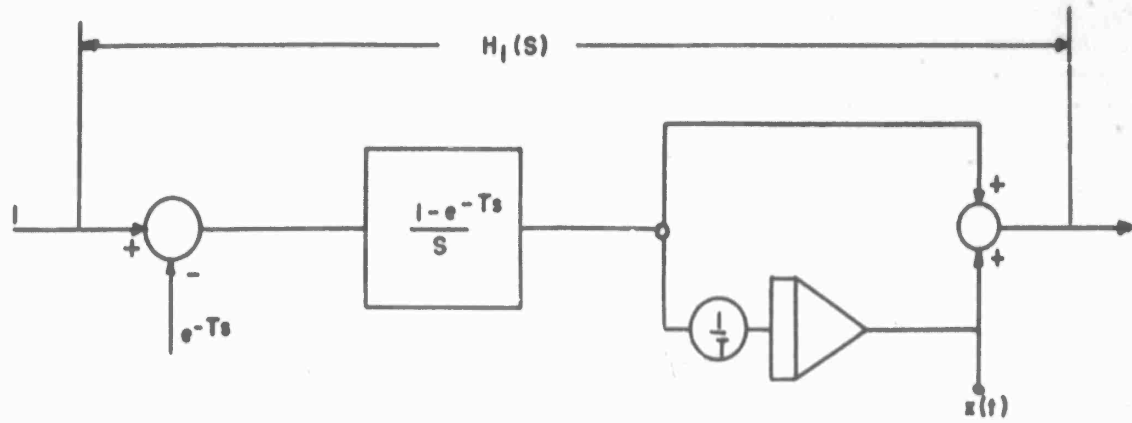 H₁(S)
1
+
-
e⁻ᵀˢ
1 - e⁻ᵀˢ
S
1
T
+
+
x(t)